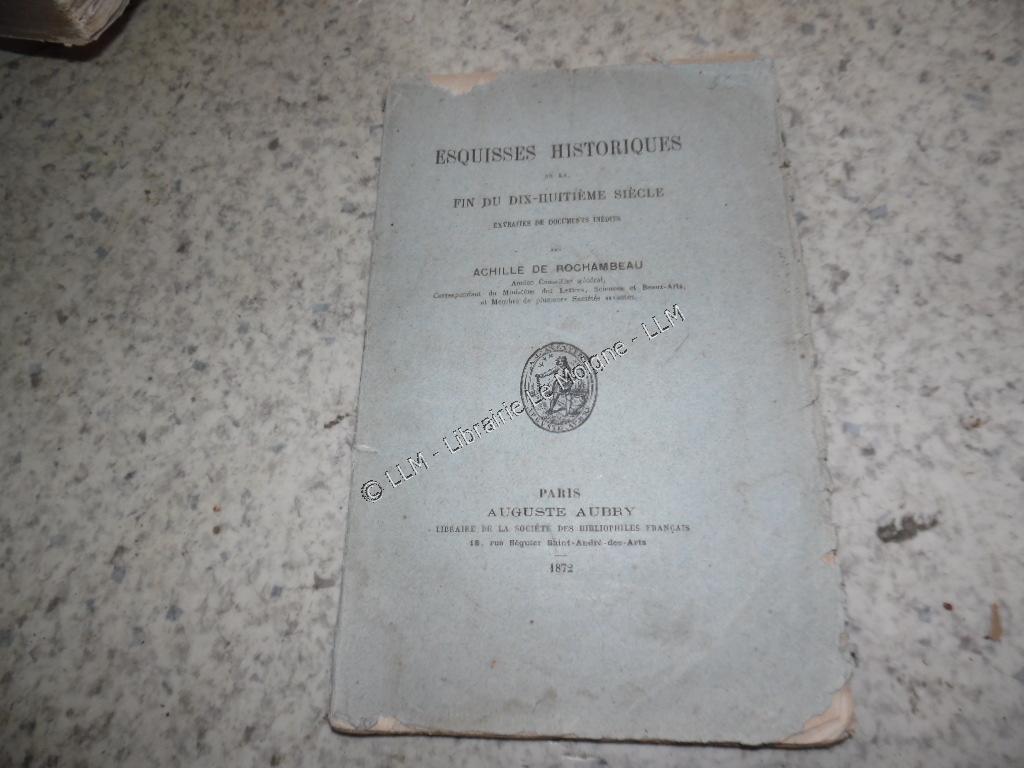 ESQUISSES HISTORIQUES
DE LA
FIN DU DIX-HUITIÈME SIÈCLE
EXTRAITES DE DOCUMENTS INÉDITS
PAR
ACHILLE DE ROCHAMBEAU
Ancien Conseiller général,
Correspondant du Ministère des Lettres, Sciences et Beaux-Arts,
et Membre de plusieurs Sociétés savantes.
© LLM - Librairie Le Moigne - LLM
PARIS
AUGUSTE AUBRY
LIBRAIRE DE LA SOCIÉTÉ DES BIBLIOPHILES FRANÇAIS
18, rue Séguier Saint-André-des-Arts
1872